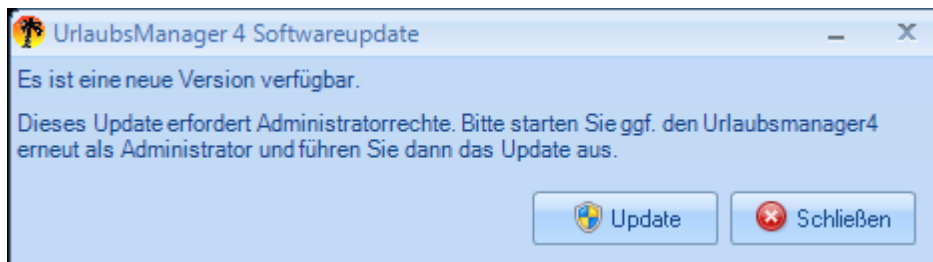 UrlaubsManager 4 Softwareupdate
Es ist eine neue Version verfügbar.
Dieses Update erfordert Administratorrechte. Bitte starten Sie ggf. den Urlaubsmanager4
erneut als Administrator und führen Sie dann das Update aus.
Update
Schließen